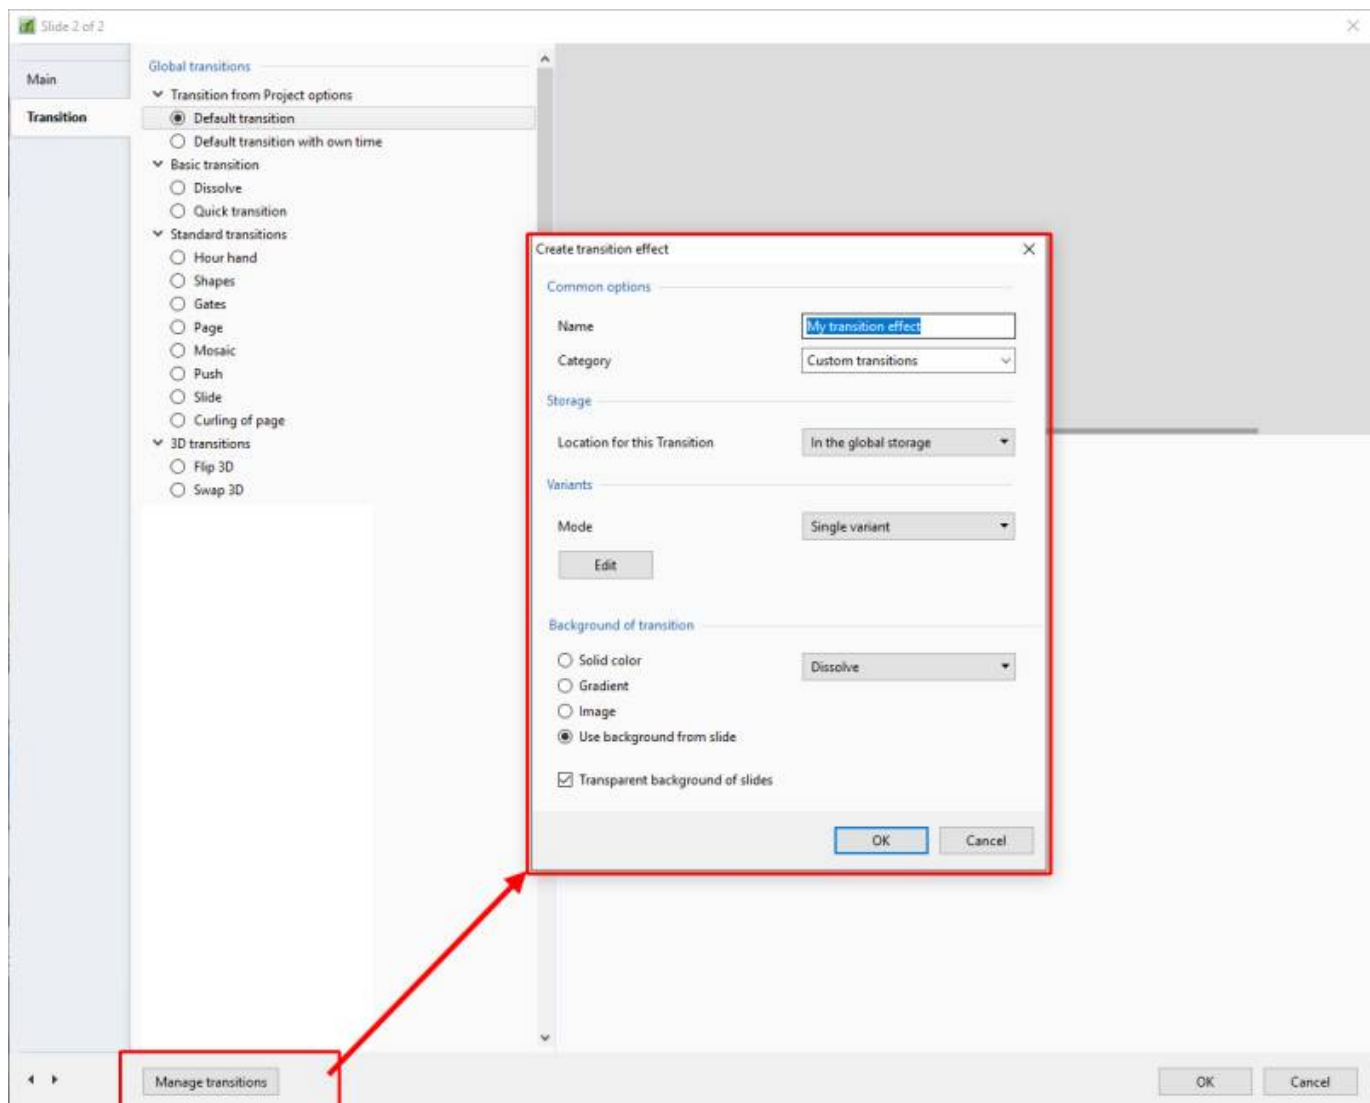 Slide 2 of 2
Main
Transition
Global transitions
Transition from Project options
Default transition
Default transition with own time
Basic transition
Dissolve
Quick transition
Standard transitions
Hour hand
Shapes
Gates
Page
Mosaic
Push
Slide
Curling of page
3D transitions
Flip 3D
Swap 3D
Create transition effect
Common options
Name My transition effect
Category Custom transitions
Storage
Location for this Transition In the global storage
Variants
Mode Single variant
Edit
Background of transition
Solid color Dissolve
Gradient
Image
Use background from slide
Transparent background of slides
OK Cancel
Manage transitions OK Cancel